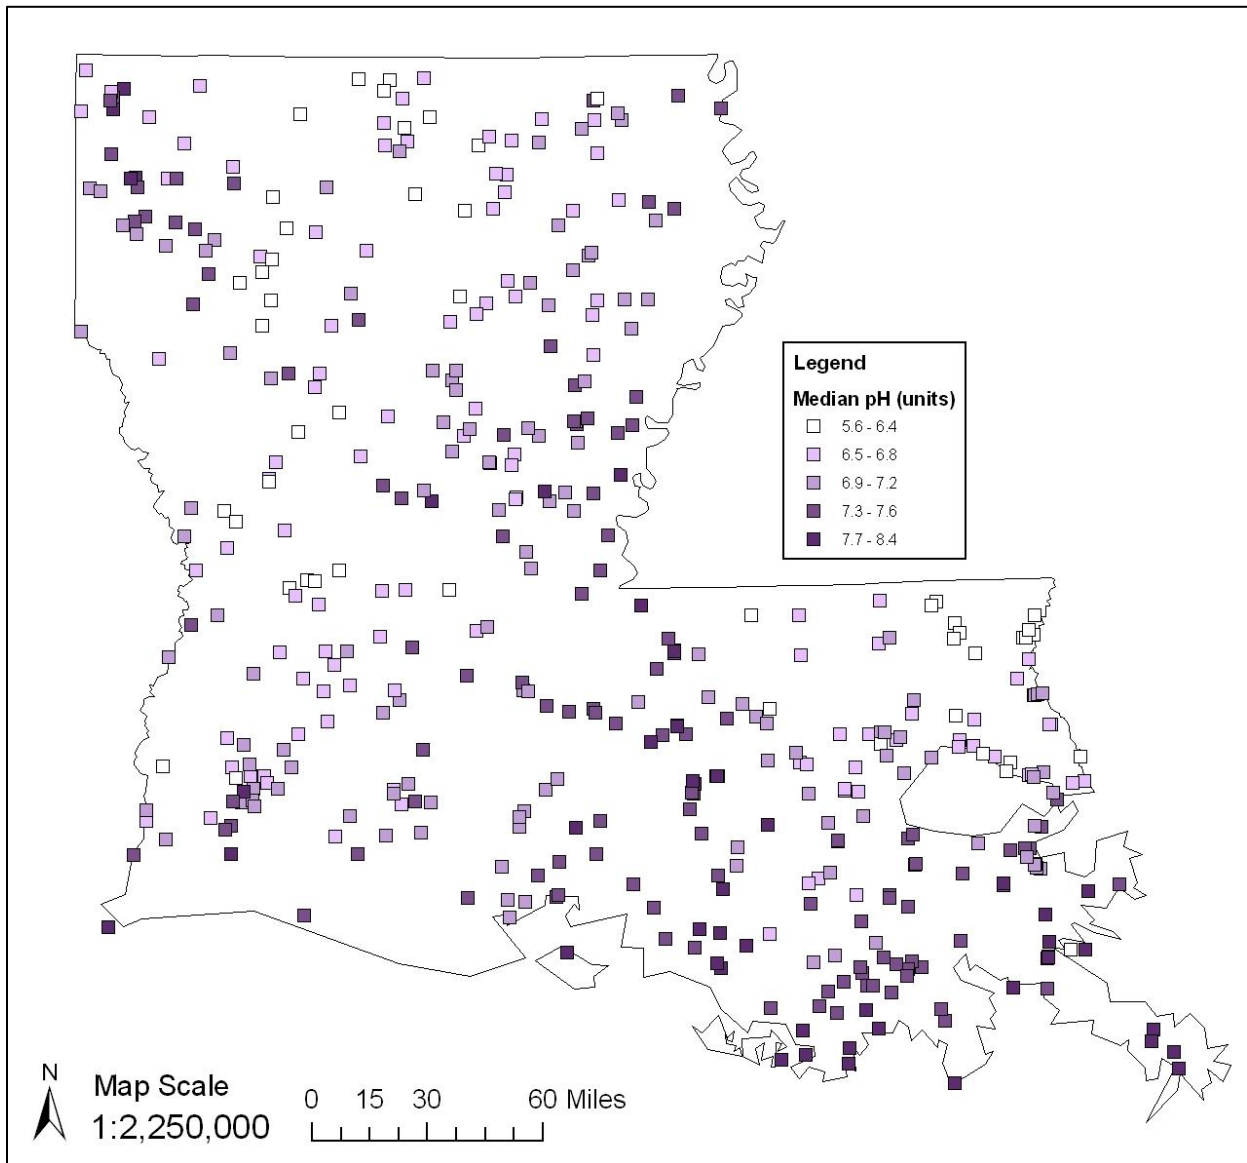 Legend
Median pH (units)
5.6 - 6.4
6.5 - 6.8
6.9 - 7.2
7.3 - 7.6
7.7 - 8.4
N
Map Scale
1:2,250,000
0 15 30 60 Miles